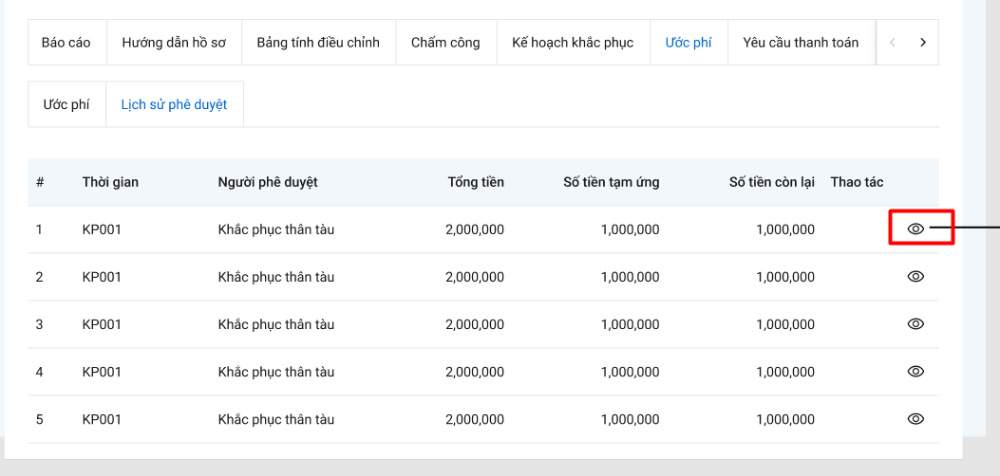 Báo cáo Hướng dẫn hồ sơ Bảng tính điều chỉnh Chấm công Kế hoạch khắc phục Ước phí Yêu cầu thanh toán
Ước phí Lịch sử phê duyệt
# Thời gian Người phê duyệt Tổng tiền Số tiền tạm ứng Số tiền còn lại Thao tác
1 KP001 Khắc phục thân tàu 2,000,000 1,000,000 1,000,000
2 KP001 Khắc phục thân tàu 2,000,000 1,000,000 1,000,000
3 KP001 Khắc phục thân tàu 2,000,000 1,000,000 1,000,000
4 KP001 Khắc phục thân tàu 2,000,000 1,000,000 1,000,000
5 KP001 Khắc phục thân tàu 2,000,000 1,000,000 1,000,000